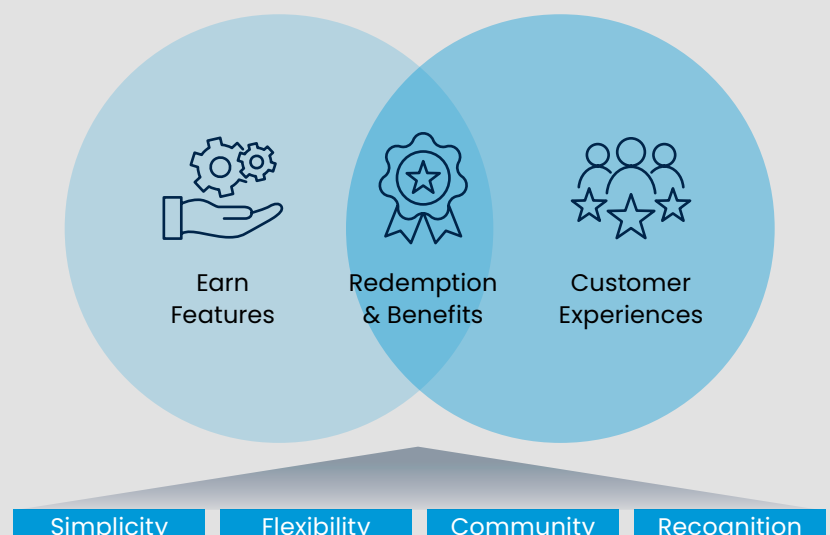 Earn
Features
Redemption
& Benefits
Customer
Experiences
Simplicity
Flexibility
Community
Recognition